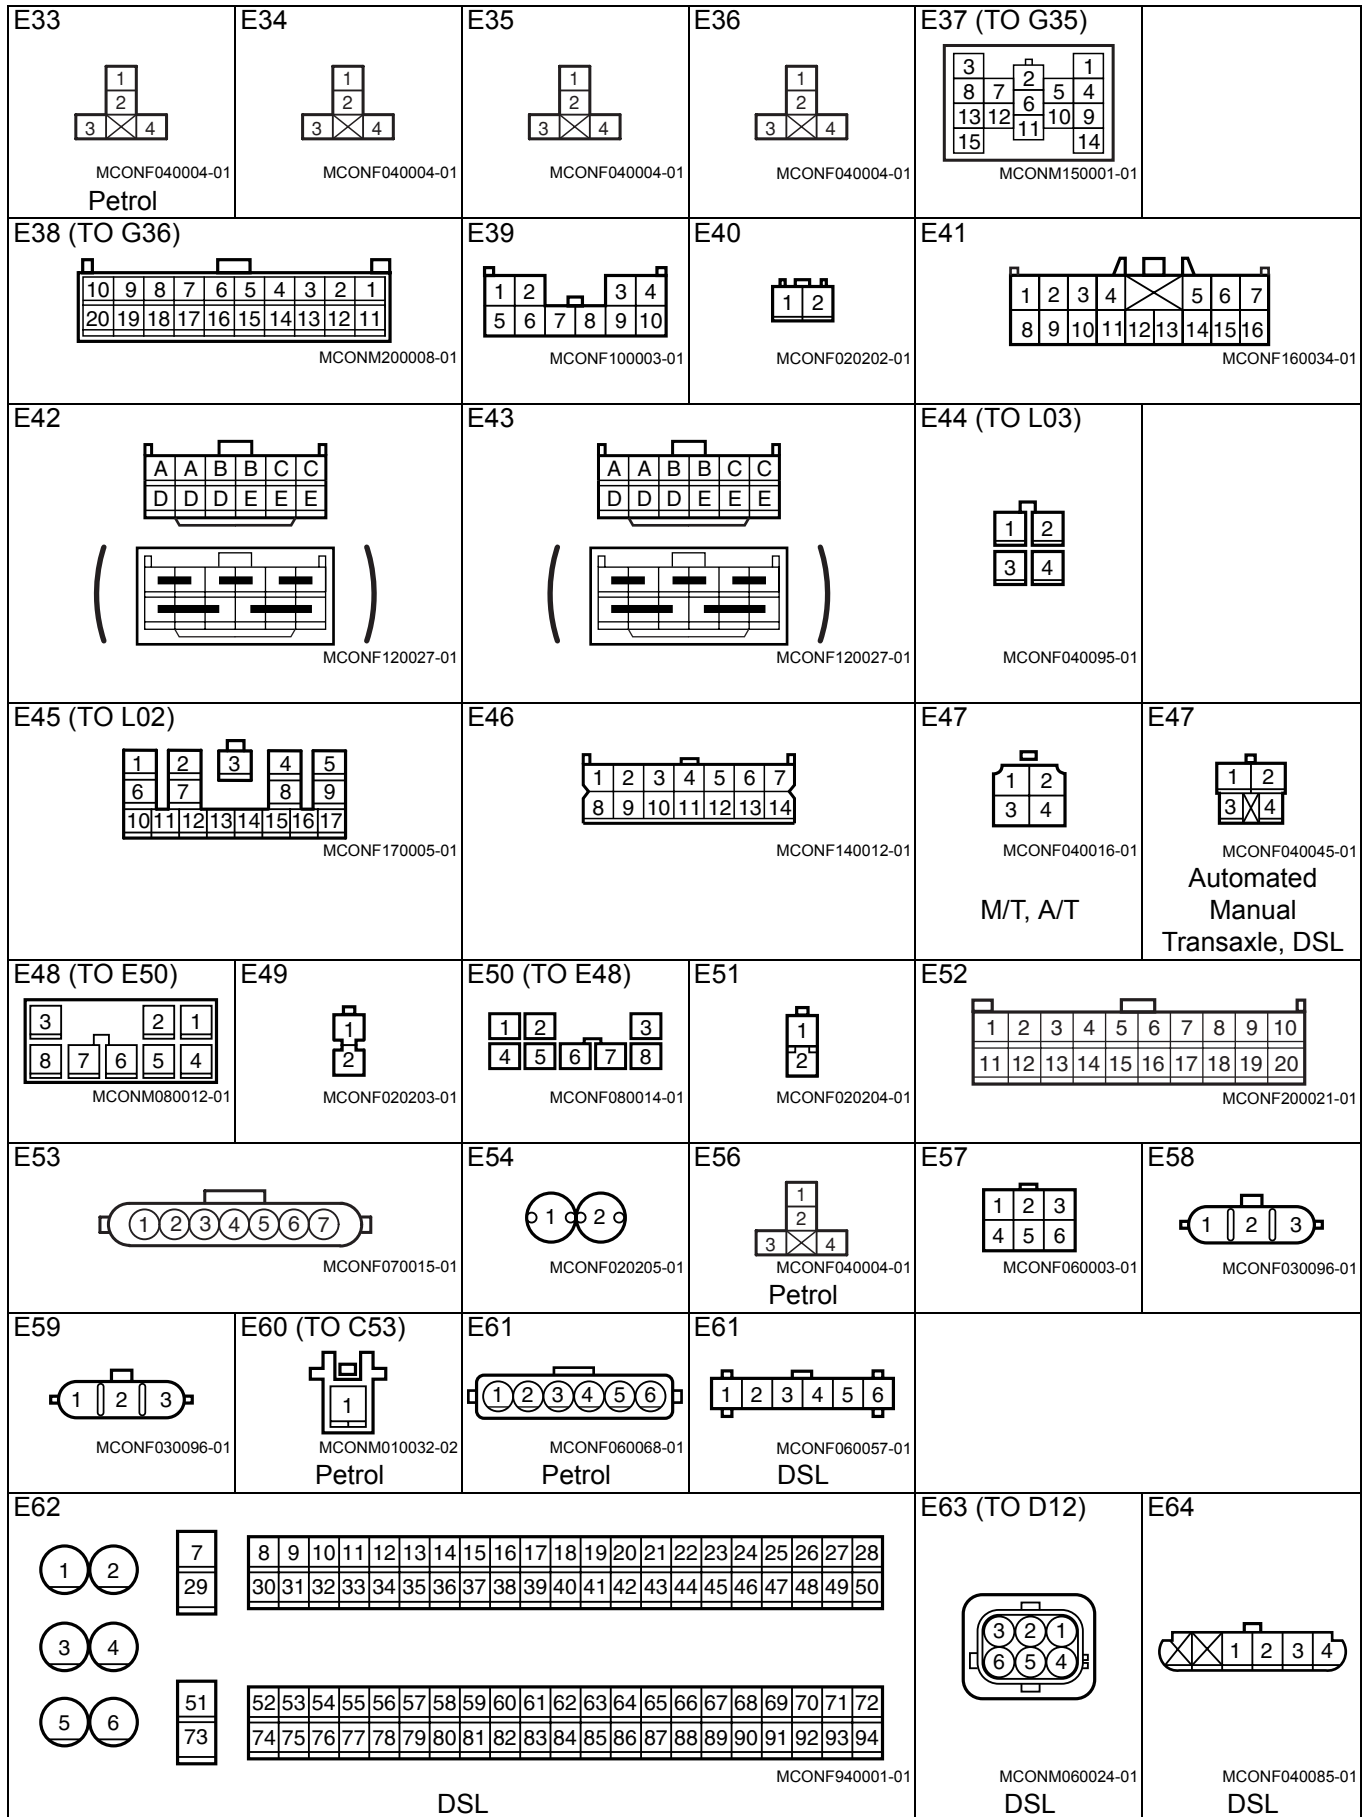 E33
1
2
3 4
MCONF040004-01
Petrol
E34
1
2
3 4
MCONF040004-01
E35
1
2
3 4
MCONF040004-01
E36
1
2
3 4
MCONF040004-01
E37 (TO G35)
3 2 1
8 7 6 5 4
13 12 11 10 9
15 14
MCONM150001-01
E38 (TO G36)
10 9 8 7 6 5 4 3 2 1
20 19 18 17 16 15 14 13 12 11
MCONM200008-01
E39
1 2 3 4
5 6 7 8 9 10
MCONF100003-01
E40
1 2
MCONF020202-01
E41
1 2 3 4 5 6 7
8 9 10 11 12 13 14 15 16
MCONF160034-01
E42
A A B B C C
D D D E E E
MCONF120027-01
E43
A A B B C C
D D D E E E
MCONF120027-01
E44 (TO L03)
1 2
3 4
MCONF040095-01
E45 (TO L02)
1 2 3 4 5
6 7 8 9
10 11 12 13 14 15 16 17
MCONF170005-01
E46
1 2 3 4 5 6 7
8 9 10 11 12 13 14
MCONF140012-01
E47
1 2
3 4
MCONF040016-01
M/T, A/T
E47
1 2
3 4
MCONF040045-01
Automated
Manual
Transaxle, DSL
E48 (TO E50)
3 2 1
8 7 6 5 4
MCONM080012-01
E49
1
2
MCONF020203-01
E50 (TO E48)
1 2 3
4 5 6 7 8
MCONF080014-01
E51
1
2
MCONF020204-01
E52
1 2 3 4 5 6 7 8 9 10
11 12 13 14 15 16 17 18 19 20
MCONF200021-01
E53
1 2 3 4 5 6 7
MCONF070015-01
E54
1 2
MCONF020205-01
E56
1
2
3 4
MCONF040004-01
Petrol
E57
1 2 3
4 5 6
MCONF060003-01
E58
1 2 3
MCONF030096-01
E59
1 2 3
MCONF030096-01
E60 (TO C53)
1
MCONM010032-02
Petrol
E61
1 2 3 4 5 6
MCONF060068-01
Petrol
E61
1 2 3 4 5 6
MCONF060057-01
DSL
E62
1 2
3 4
5 6
7
29
8 9 10 11 12 13 14 15 16 17 18 19 20 21 22 23 24 25 26 27 28
30 31 32 33 34 35 36 37 38 39 40 41 42 43 44 45 46 47 48 49 50
51
73
52 53 54 55 56 57 58 59 60 61 62 63 64 65 66 67 68 69 70 71 72
74 75 76 77 78 79 80 81 82 83 84 85 86 87 88 89 90 91 92 93 94
MCONF940001-01
DSL
E63 (TO D12)
3 2 1
6 5 4
MCONM060024-01
DSL
E64
1 2 3 4
MCONF040085-01
DSL